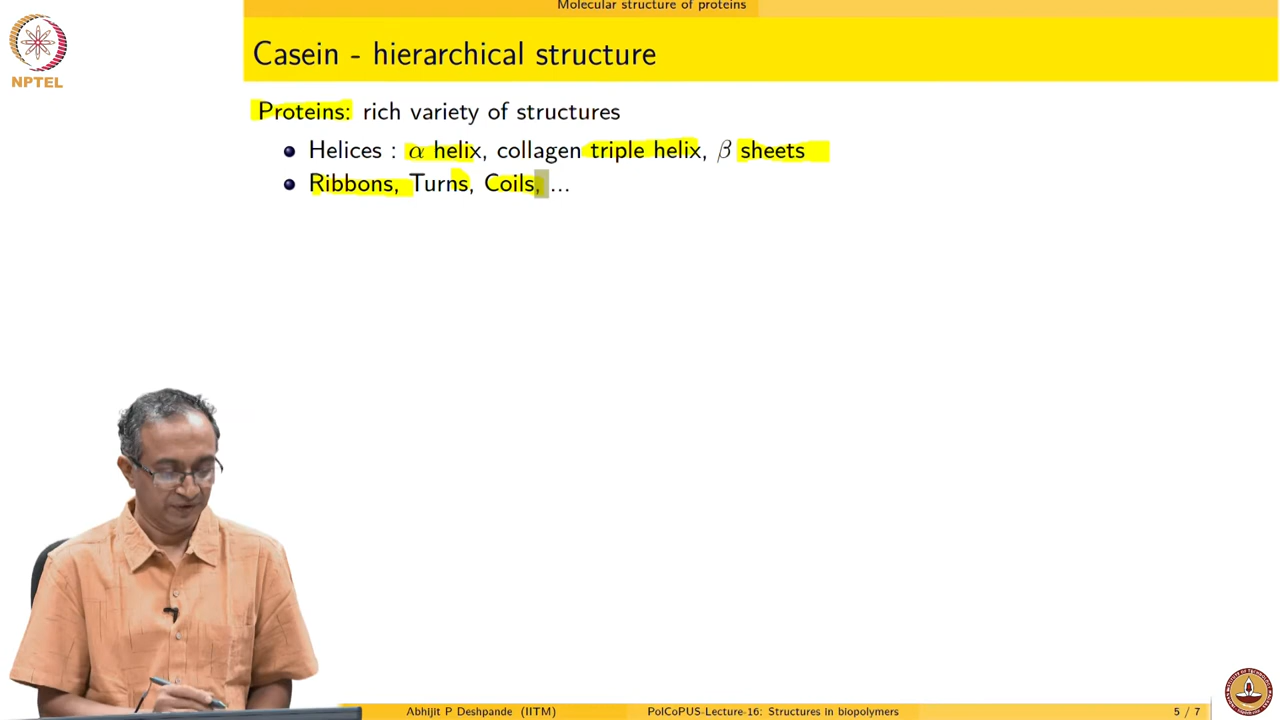 Molecular structure of proteins
NPTEL
Casein - hierarchical structure
Proteins: rich variety of structures
Helices : α helix, collagen triple helix, β sheets
Ribbons, Turns, Coils, ...
Abhijit P Deshpande (IITM) PolCoPUS-Lecture-16: Structures in biopolymers 5 / 7